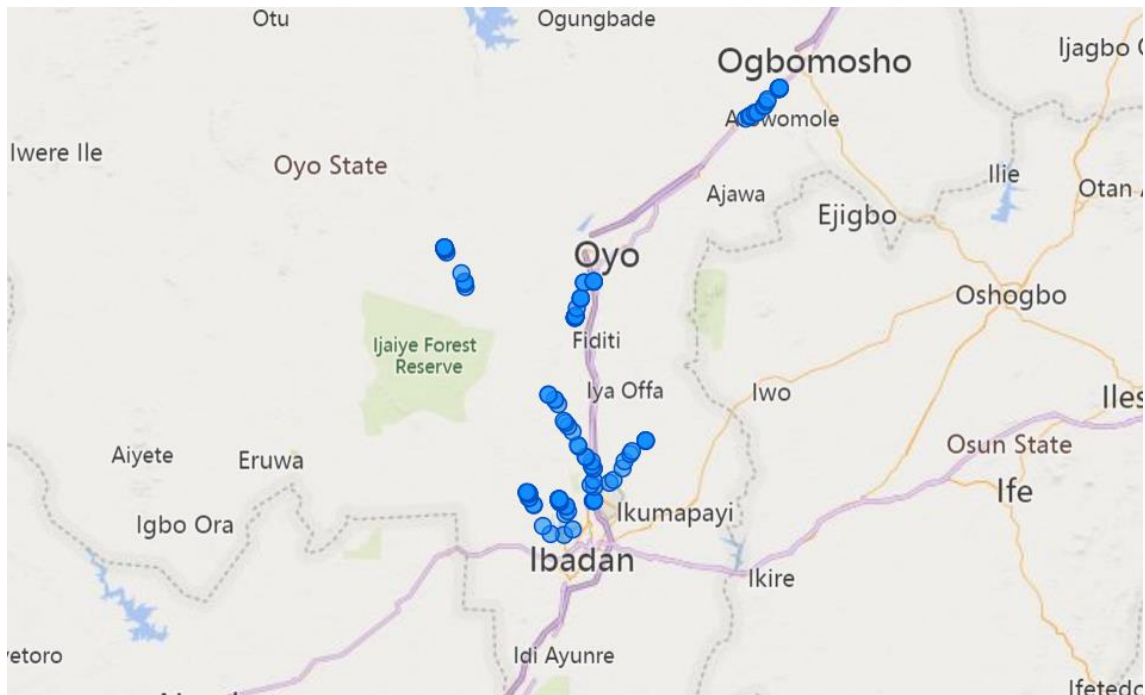 Otu
Ogungbade
Ijagbo
Ogbomosho
Iwere Ile
Oyo State
Ajawa
Ilie
Otan
Ejigbo
Oyo
Oshogbo
Ijaiye Forest
Reserve
Fiditi
Iya Offa
Iwo
Iles
Aiyete
Eruwa
Osun State
Igbo Ora
Ikumapayi
Ife
Ibadan
Ikire
etoro
Idi Ayunre
Ifetedo